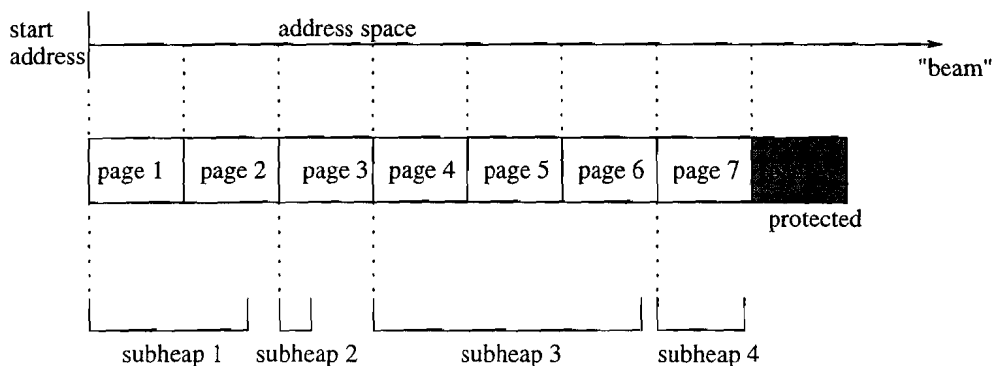 start
address
address space
"beam"
page 1 page 2 page 3 page 4 page 5 page 6 page 7
protected
subheap 1 subheap 2 subheap 3 subheap 4